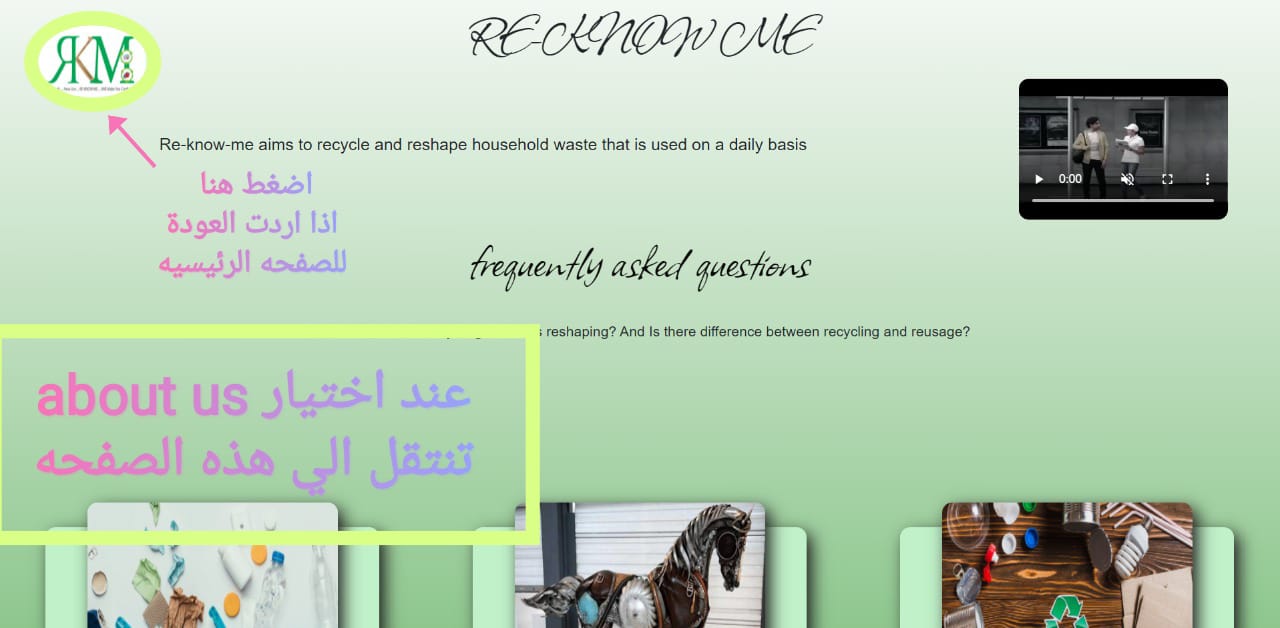 RE-KNOW ME
RKM
Re-know-me aims to recycle and reshape household waste that is used on a daily basis
0:00
اضغط هنا
اذا اردت العودة
للصفحه الرئيسيه
frequently asked questions
reshaping? And Is there difference between recycling and reusage?
عند اختيار about us
تنتقل الي هذه الصفحه